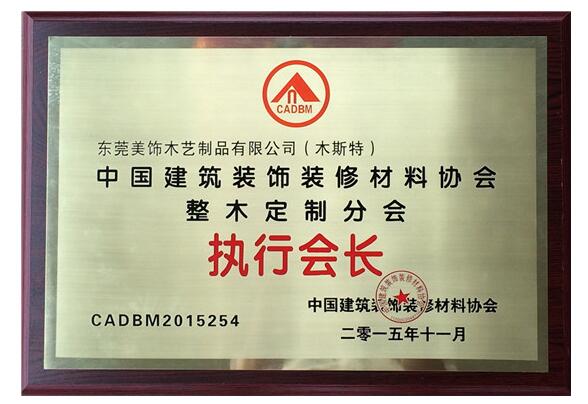 CADBM
东莞美饰木艺制品有限公司（木斯特）
中国建筑装饰装修材料协会
整木定制分会
执行会长
中国建筑装饰装修材料协会
CADBM2015254
二零一五年十一月